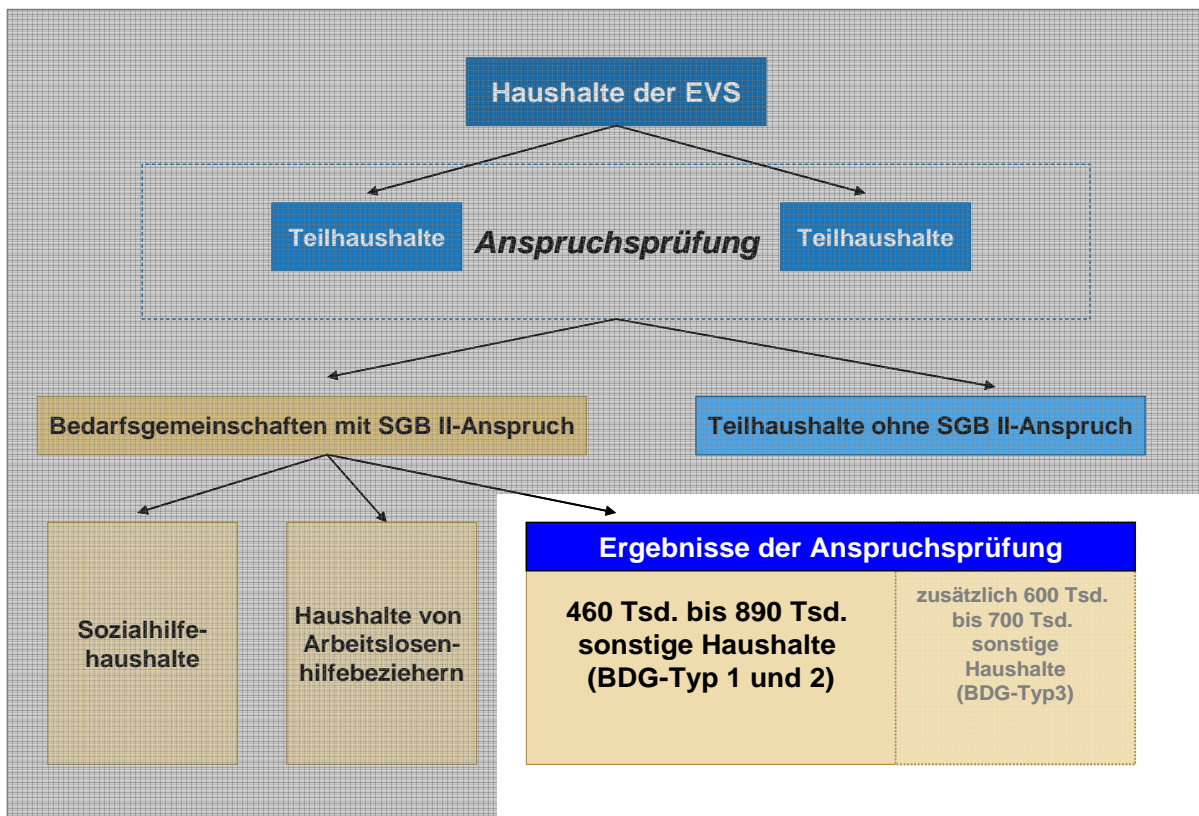 Haushalte der EVS
Teilhaushalte
Anspruchsprüfung
Teilhaushalte
Bedarfsgemeinschaften mit SGB II-Anspruch
Teilhaushalte ohne SGB II-Anspruch
Sozialhilfe-
haushalte
Haushalte von
Arbeitslosen-
hilfebeziehern
Ergebnisse der Anspruchsprüfung
460 Tsd. bis 890 Tsd.
sonstige Haushalte
(BDG-Typ 1 und 2)
zusätzlich 600 Tsd.
bis 700 Tsd.
sonstige
Haushalte
(BDG-Typ3)